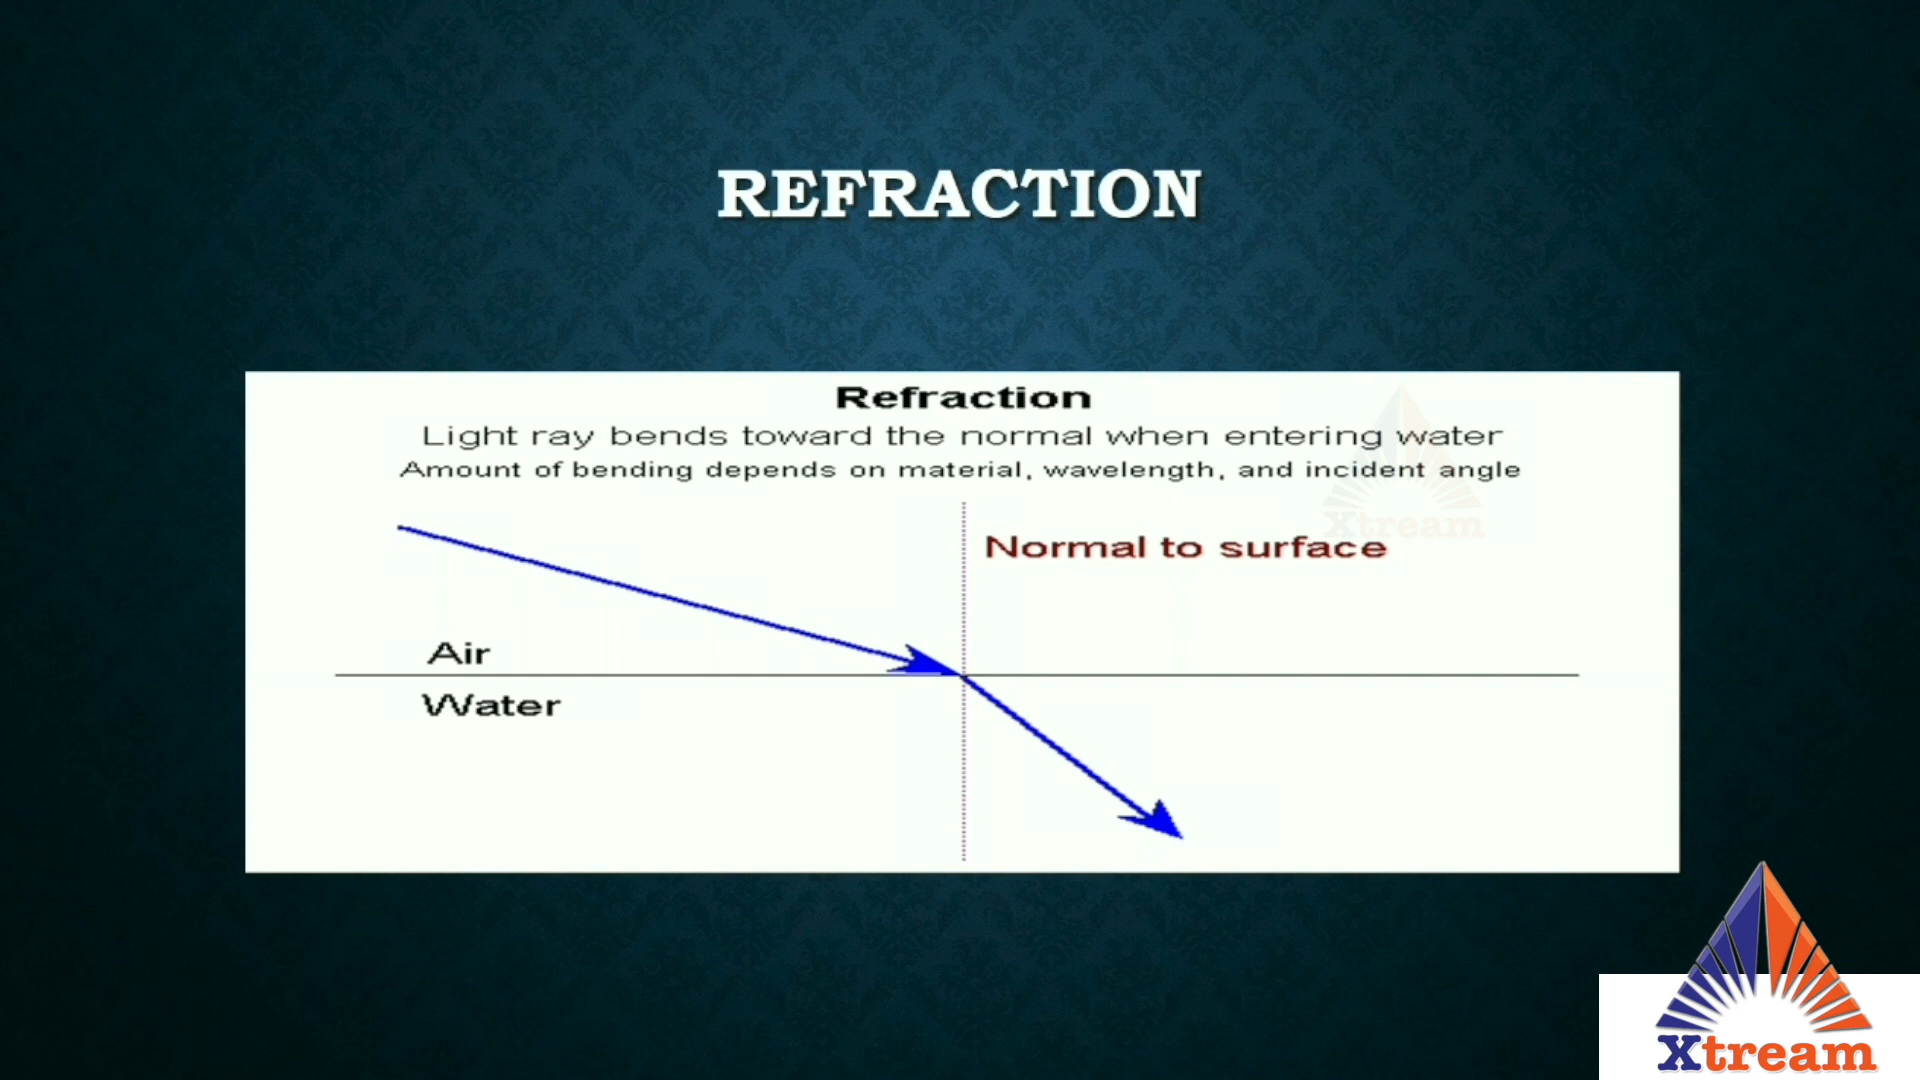 REFRACTION
Refraction
Light ray bends toward the normal when entering water
Amount of bending depends on material, wavelength, and incident angle
Xtream
Normal to surface
Air
Water
Xtream